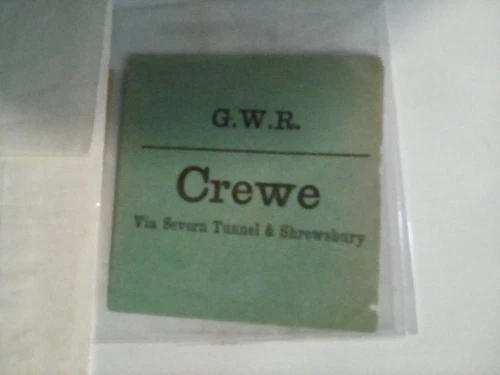 G.W.R.
Crewe
Via Severn Tunnel & Shrewsbury